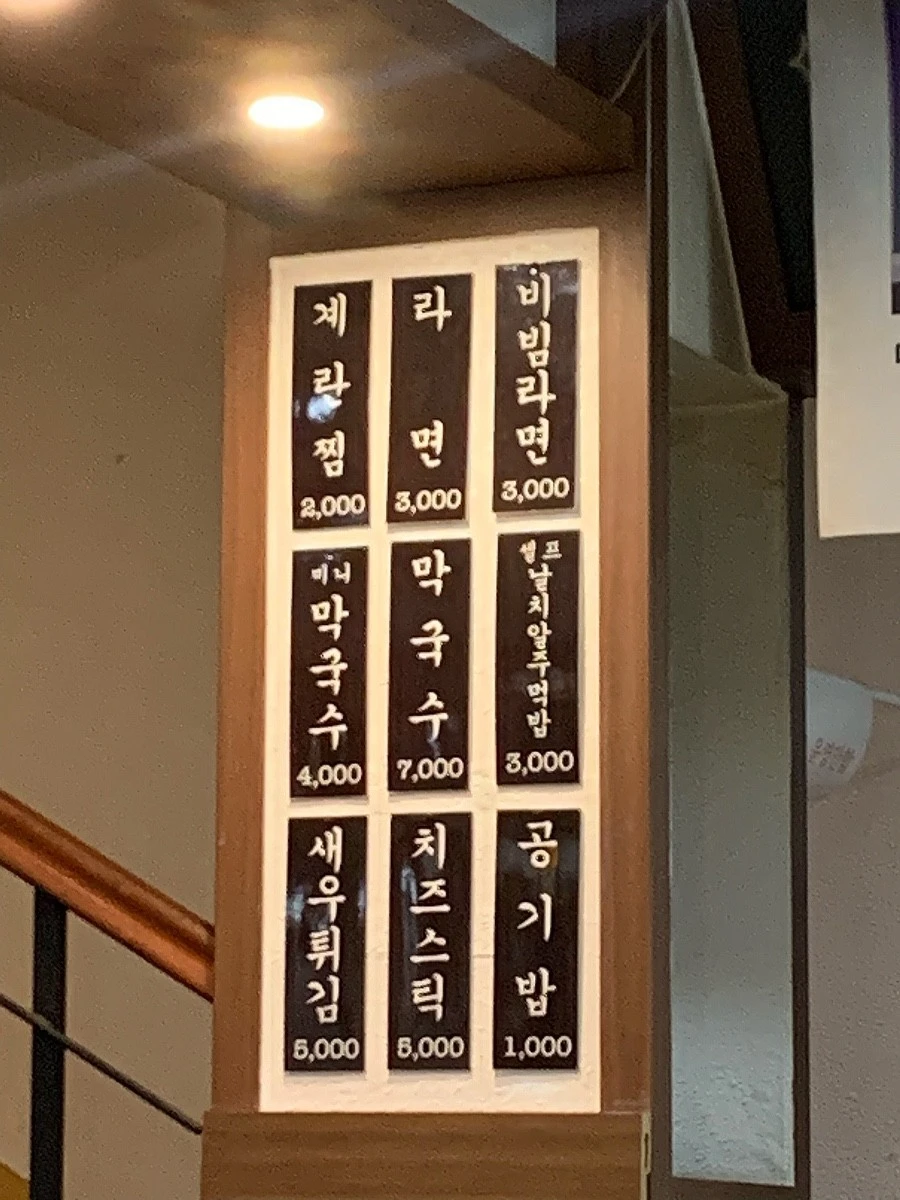 계란찜
2,000
라면
3,000
비빔라면
3,000
미니
막국수
4,000
막국수
7,000
셀프
날치알주먹밥
3,000
새우튀김
5,000
치즈스틱
5,000
공기밥
1,000